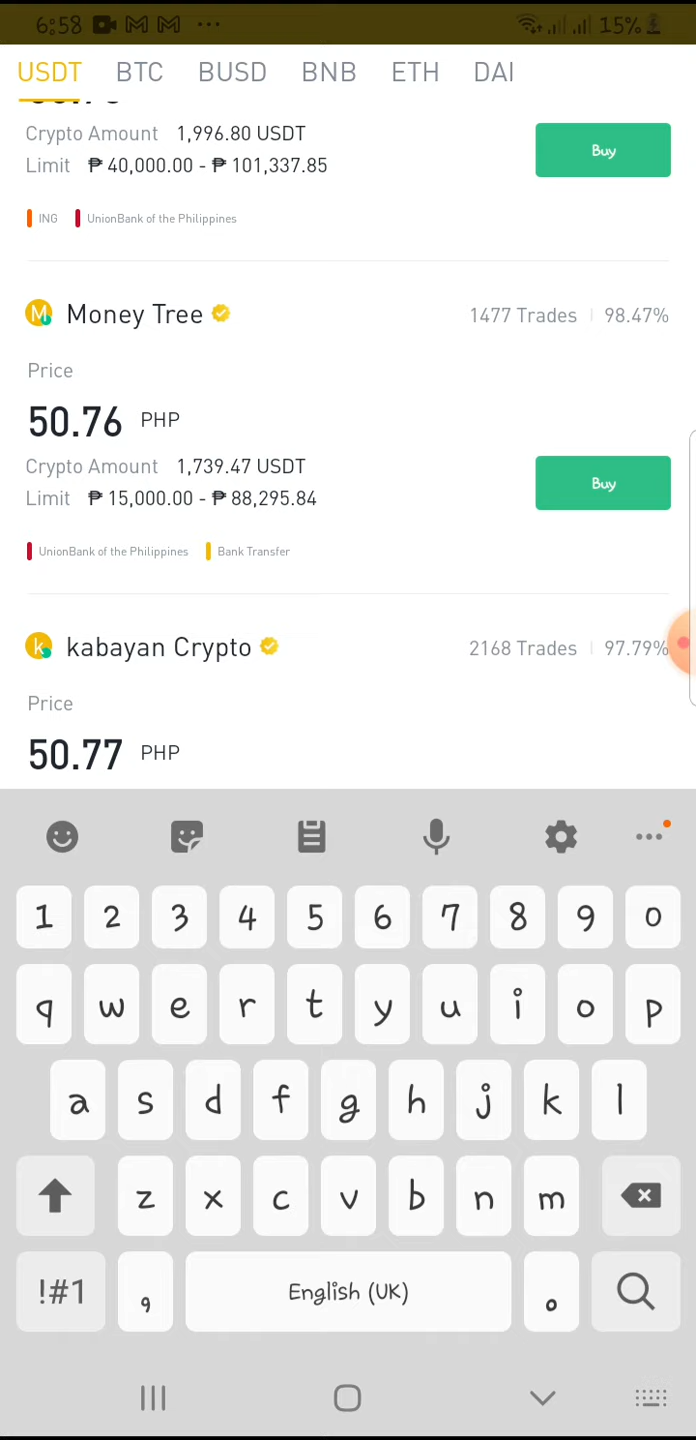 6:58 15%
USDT BTC BUSD BNB ETH DAI
Crypto Amount 1,996.80 USDT
Limit ₱ 40,000.00 - ₱ 101,337.85
Buy
ING UnionBank of the Philippines
M Money Tree 1477 Trades 98.47%
Price
50.76 PHP
Crypto Amount 1,739.47 USDT
Limit ₱ 15,000.00 - ₱ 88,295.84
Buy
UnionBank of the Philippines Bank Transfer
k kabayan Crypto 2168 Trades 97.79%
Price
50.77 PHP
1 2 3 4 5 6 7 8 9 0
q w e r t y u i o p
a s d f g h j k l
z x c v b n m
!#1 , English (UK) .